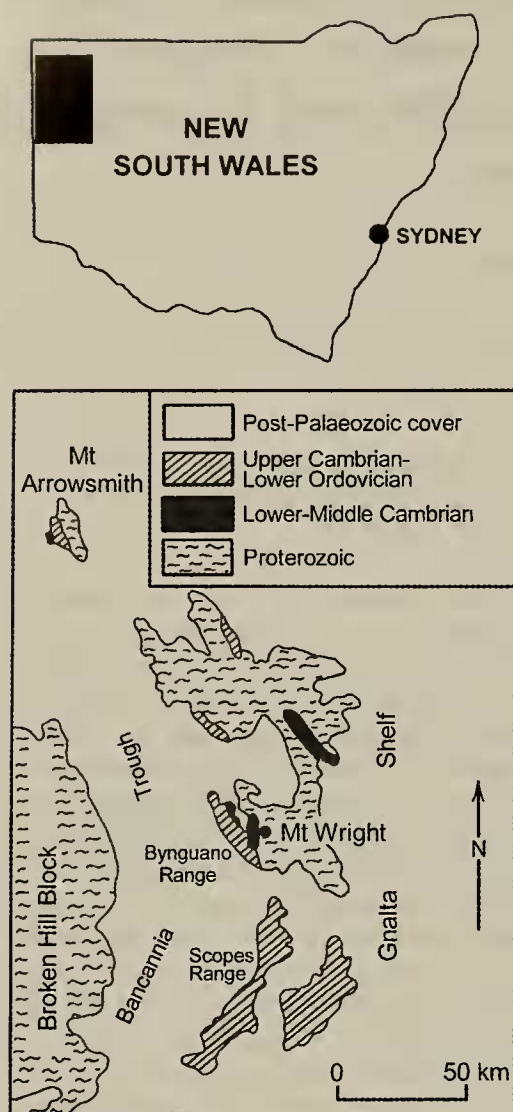 NEW
SOUTH WALES
SYDNEY
Post-Palaeozoic cover
Upper Cambrian-
Lower Ordovician
Lower-Middle Cambrian
Proterozoic
Mt
Arrowsmith
Trough
Shelf
Mt Wright
Bynguano
Range
N
Broken Hill Block
Bancannia
Scopes
Range
Gnalta
0 50 km